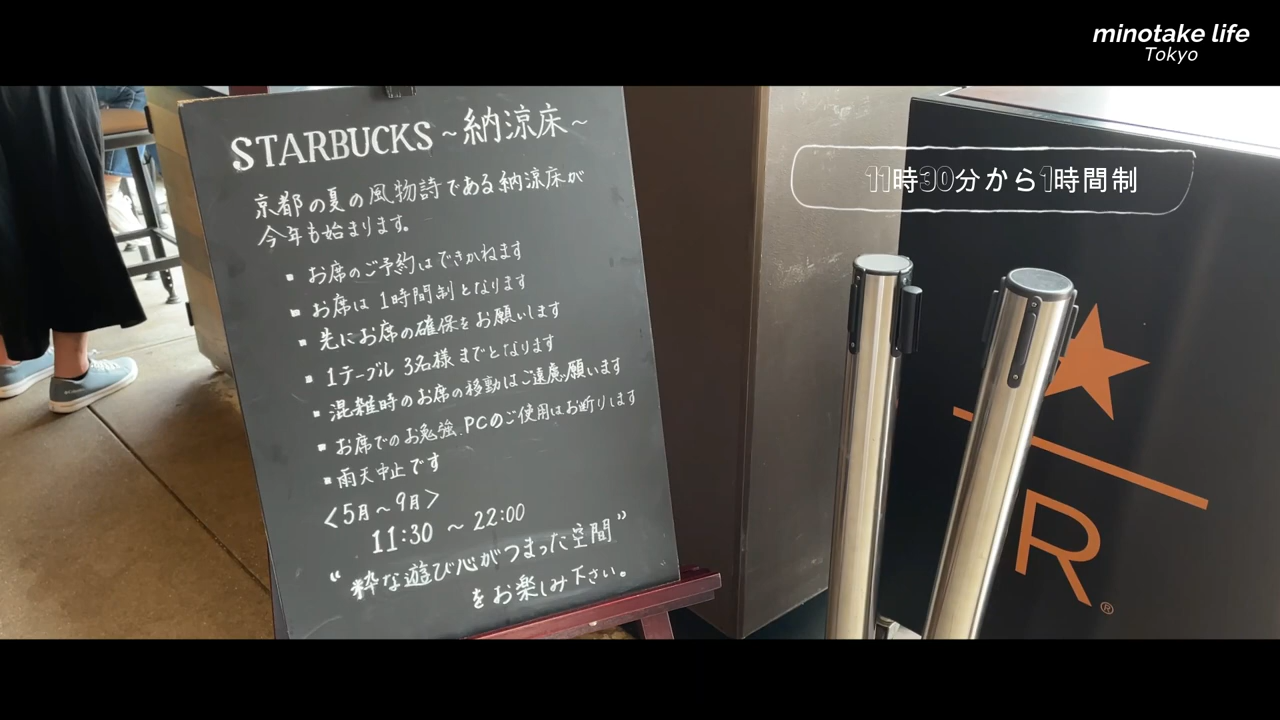 minotake life
Tokyo
STARBUCKS ~納涼床~
京都の夏の風物詩である納涼床が
今年も始まります。
▪ お席のご予約はできかねます
▪ お席は 1時間制となります
▪ 先にお席の確保をお願いします
▪ 1テーブル 3名様までとなります
▪ 混雑時のお席の移動はご遠慮願います
▪ お席でのお勉強.PCのご使用はお断りします
▪ 雨天中止です
<5月~9月>
11:30 ~ 22:00
“粋な遊び心がつまった空間”
をお楽しみ下さい。
11時30分から1時間制
R®